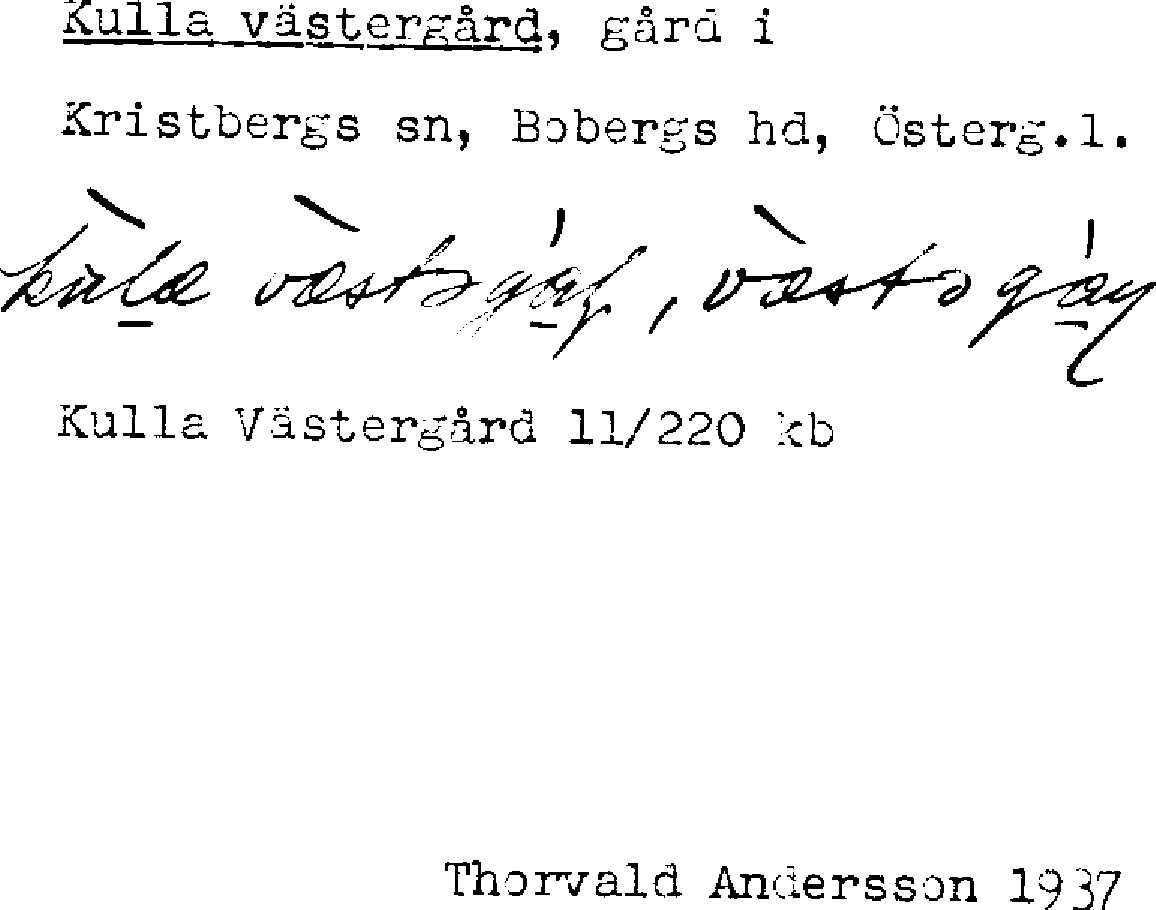 Kulla västergård, gård i
Kristbergs sn, Bobergs hd, Österg.l.
Kulla Västergård 11/220 kb
Thorvald Andersson 1937